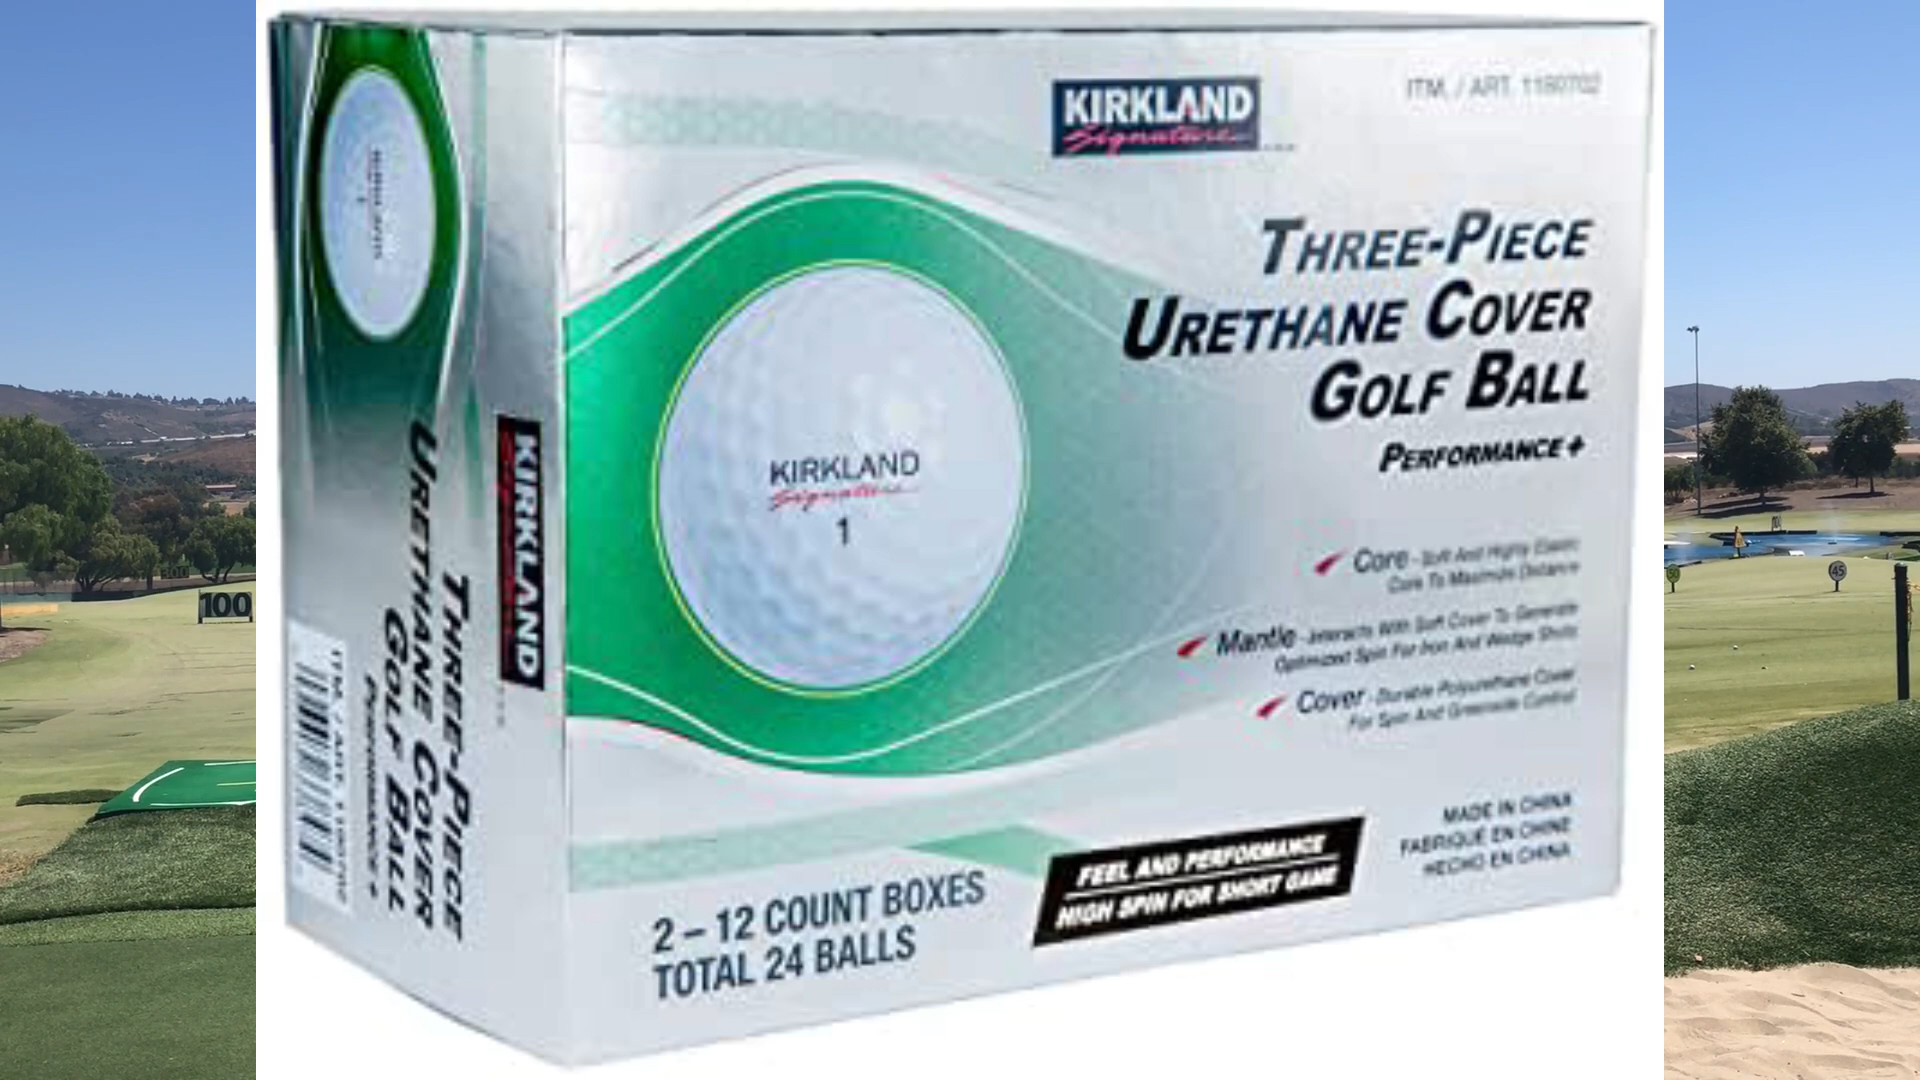 KIRKLAND
Signature
ITM. / ART. 1180702
THREE-PIECE
URETHANE COVER
GOLF BALL
PERFORMANCE+
KIRKLAND
Signature
1
Core - Soft And Highly Elastic
Core To Maximize Distance
Mantle - Interacts With Soft Cover To Generate
Optimized Spin For Iron And Wedge Shots
Cover - Durable Polyurethane Cover
For Spin And Greenside Control
2 – 12 COUNT BOXES
TOTAL 24 BALLS
FEEL AND PERFORMANCE
HIGH SPIN FOR SHORT GAME
MADE IN CHINA
FABRIQUÉ EN CHINE
HECHO EN CHINA
KIRKLAND
THREE-PIECE
URETHANE COVER
GOLF BALL
PERFORMANCE+
ITM. / ART. 1180702
100
45